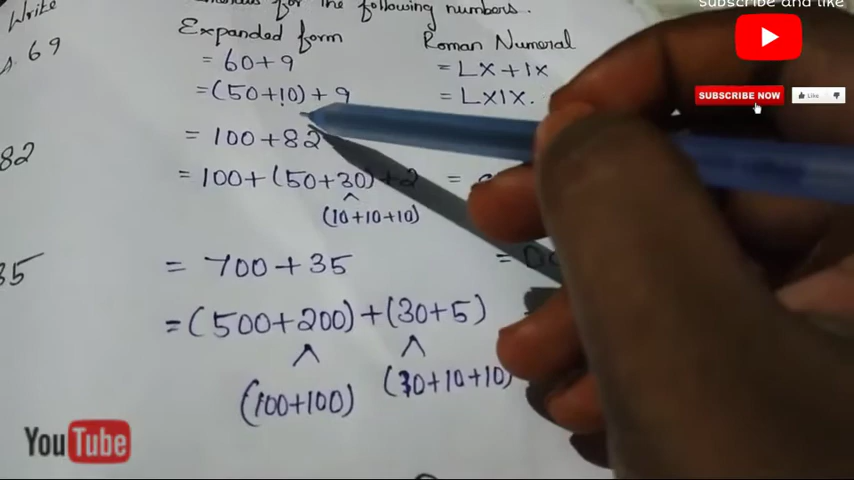 Write for the following numbers.
Subscribe and like
Expanded form Roman Numeral
69 = 60+9 = LX+IX
= (50+10)+9 = LXIX.
SUBSCRIBE NOW Like
82 = 100+82
= 100+(50+30)+2 =
(10+10+10)
35 = 700+35 = DC
= (500+200)+(30+5)
(100+100) (10+10+10)
YouTube